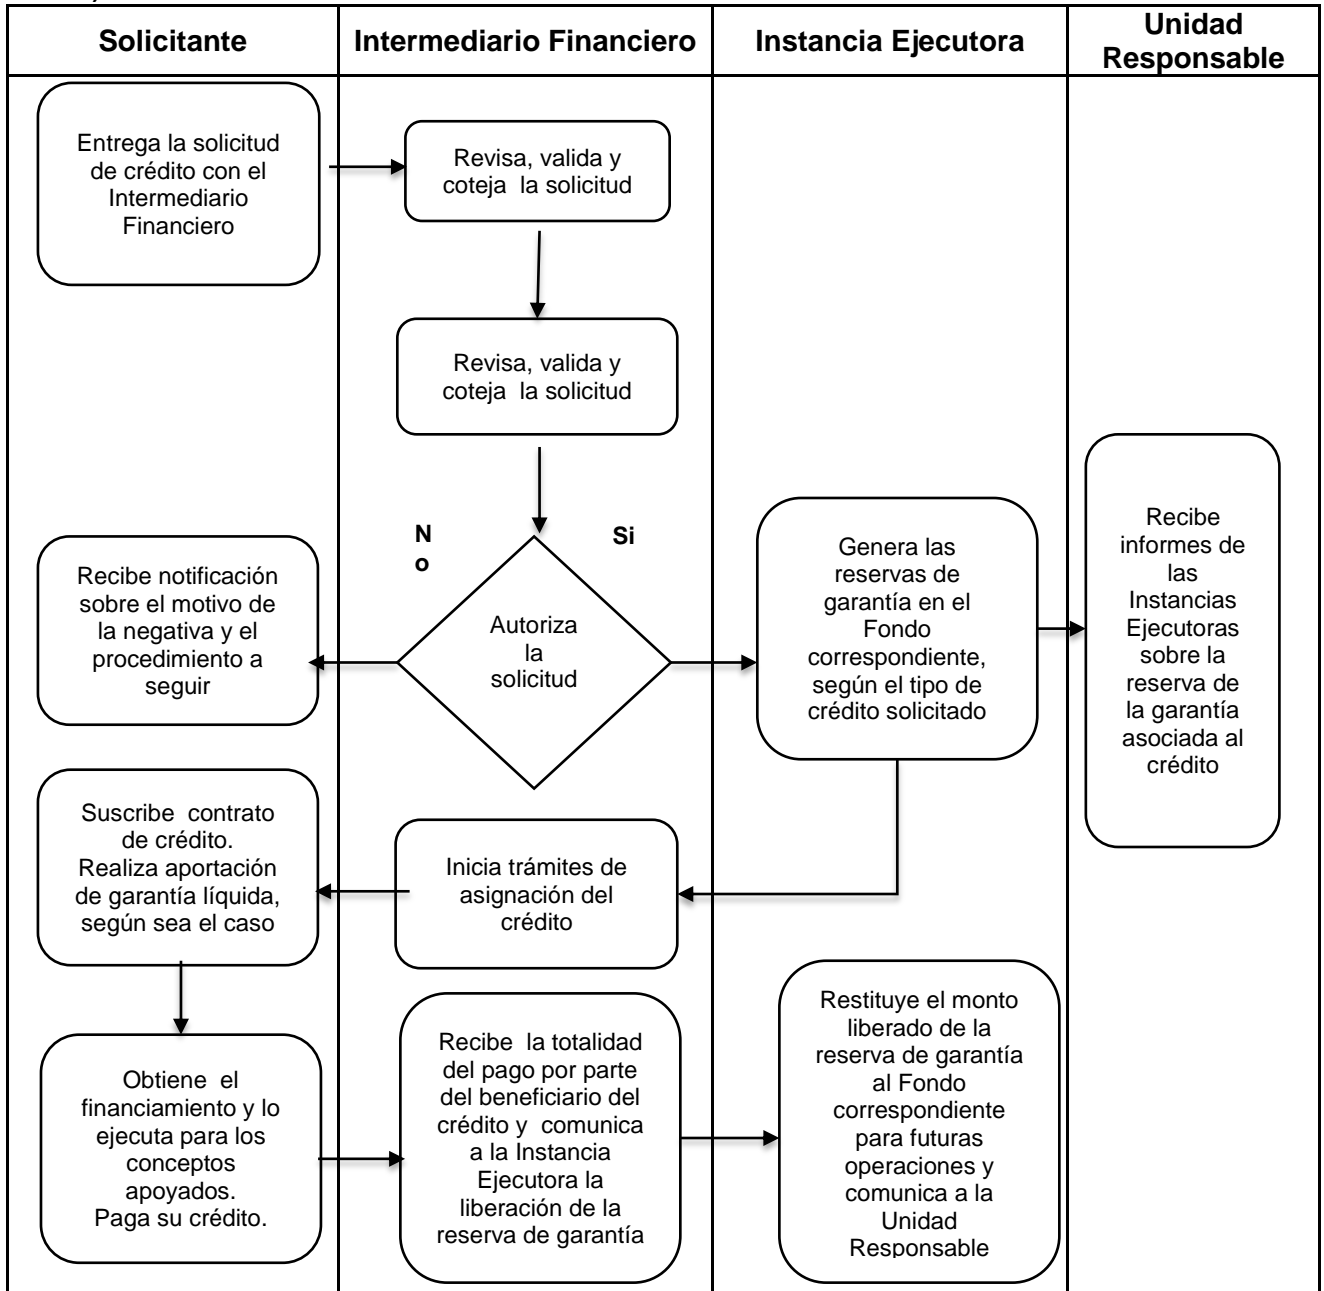 Solicitante
Intermediario Financiero
Instancia Ejecutora
Unidad
Responsable
Entrega la solicitud
de crédito con el
Intermediario
Financiero
Revisa, valida y
coteja la solicitud
Revisa, valida y
coteja la solicitud
N
o
Si
Autoriza
la
solicitud
Recibe notificación
sobre el motivo de
la negativa y el
procedimiento a
seguir
Genera las
reservas de
garantía en el
Fondo
correspondiente,
según el tipo de
crédito solicitado
Recibe
informes de
las
Instancias
Ejecutoras
sobre la
reserva de
la garantía
asociada al
crédito
Suscribe contrato
de crédito.
Realiza aportación
de garantía líquida,
según sea el caso
Inicia trámites de
asignación del
crédito
Obtiene el
financiamiento y lo
ejecuta para los
conceptos
apoyados.
Paga su crédito.
Recibe la totalidad
del pago por parte
del beneficiario del
crédito y comunica
a la Instancia
Ejecutora la
liberación de la
reserva de garantía
Restituye el monto
liberado de la
reserva de garantía
al Fondo
correspondiente
para futuras
operaciones y
comunica a la
Unidad
Responsable